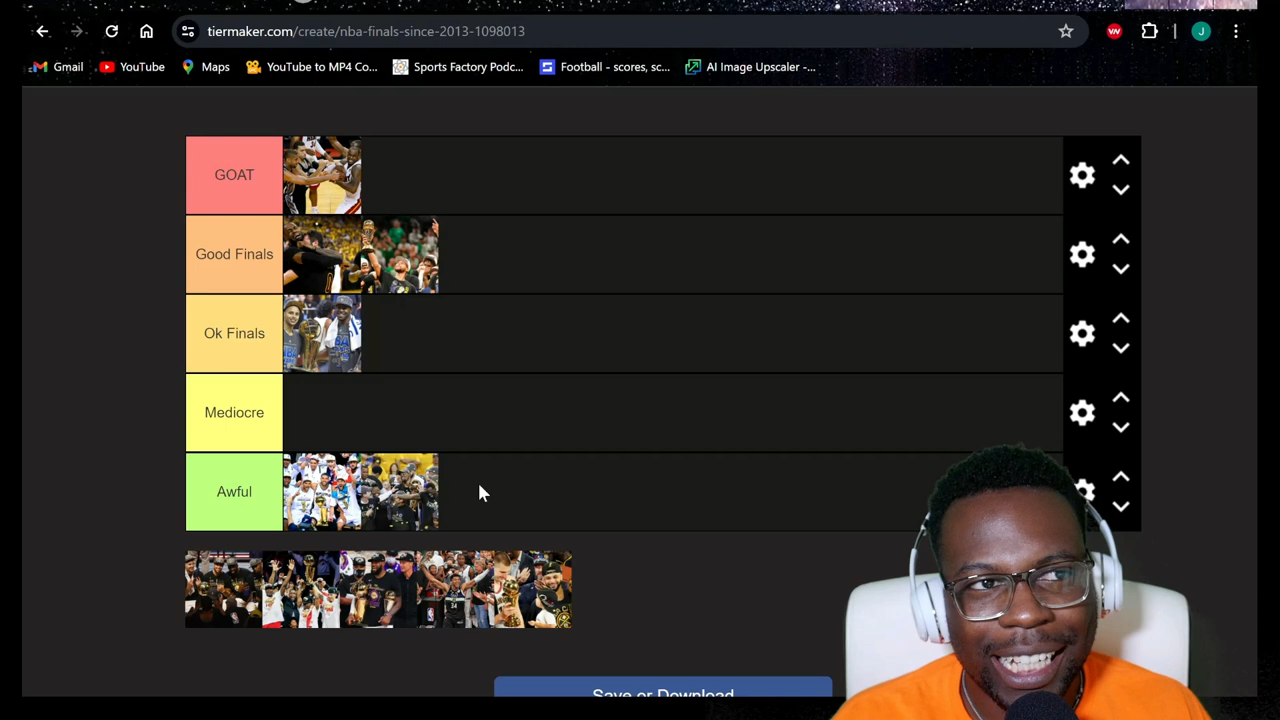 tiermaker.com/create/nba-finals-since-2013-1098013
J
Gmail YouTube Maps YouTube to MP4 Co... Sports Factory Podc... Football - scores, sc... AI Image Upscaler -...
GOAT
Good Finals
Ok Finals
Mediocre
Awful
Save or Download